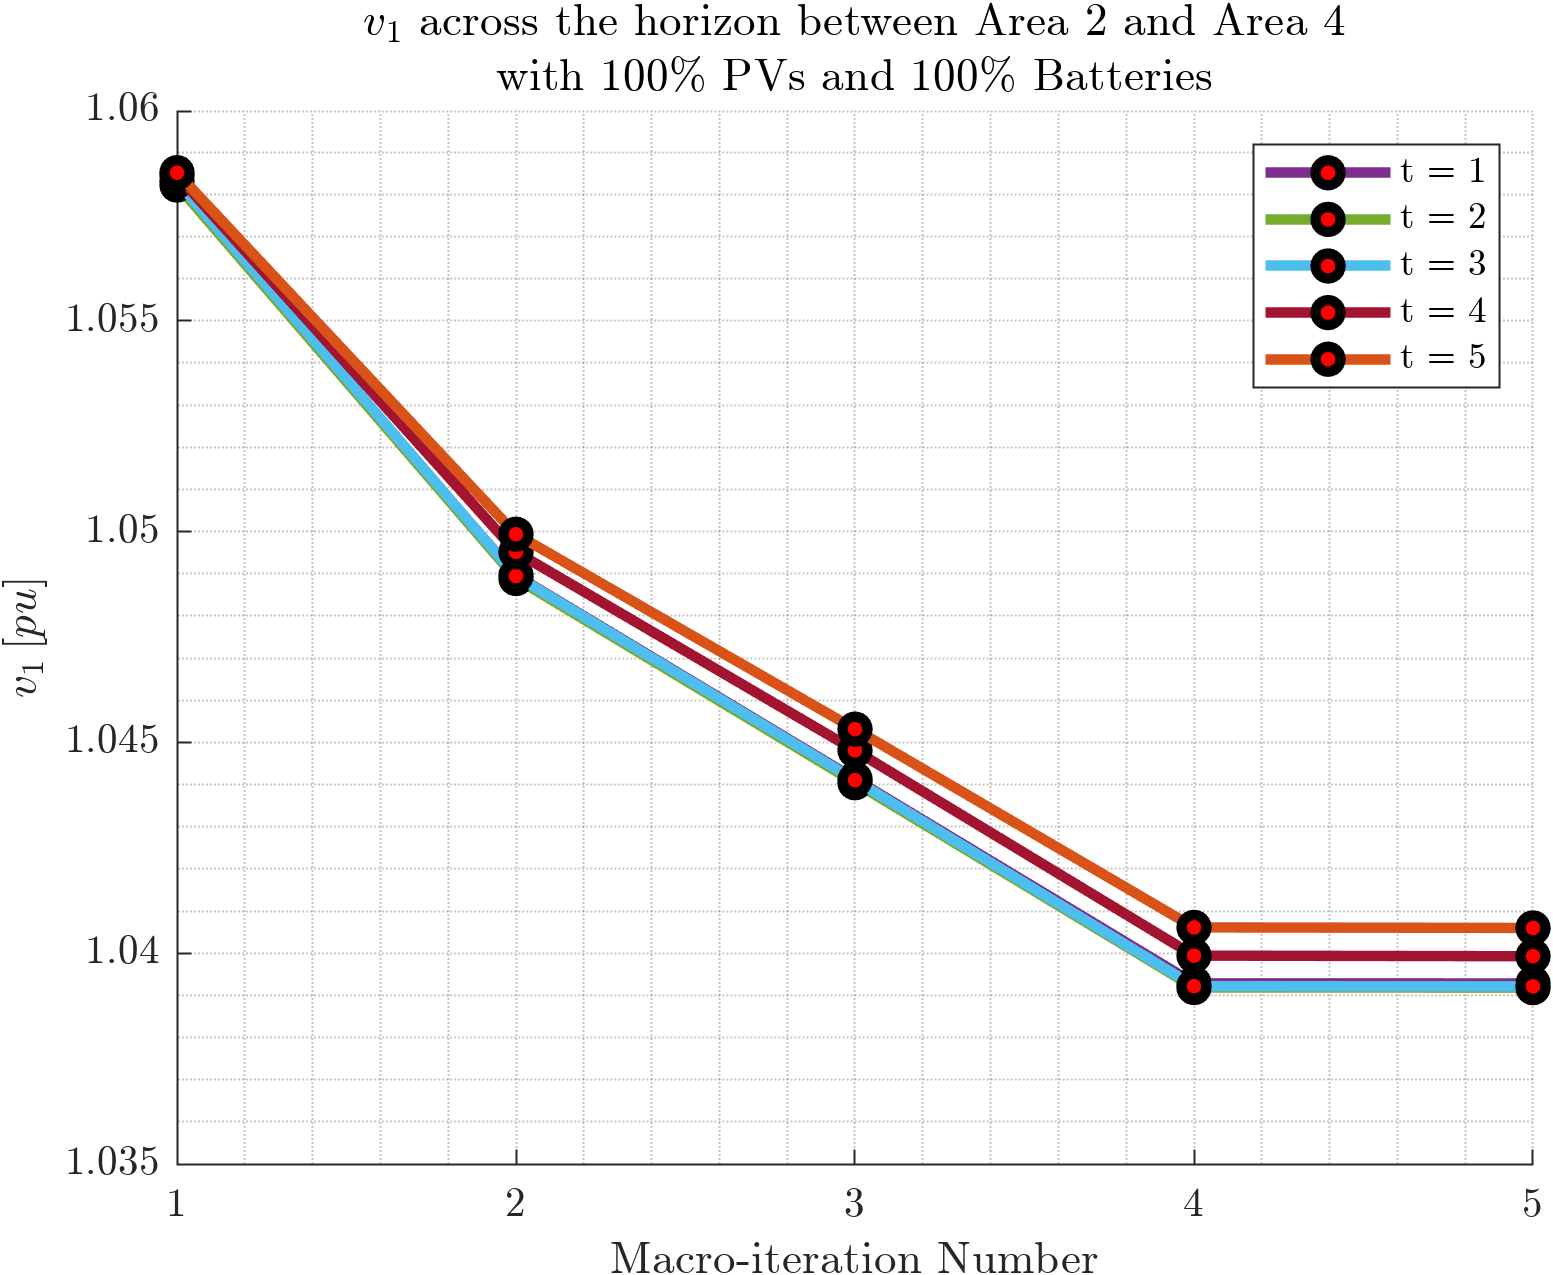 v₁ across the horizon between Area 2 and Area 4
with 100% PVs and 100% Batteries
1.06
1.055
1.05
1.045
1.04
1.035
v₁ [pu]
t = 1
t = 2
t = 3
t = 4
t = 5
1 2 3 4 5
Macro-iteration Number